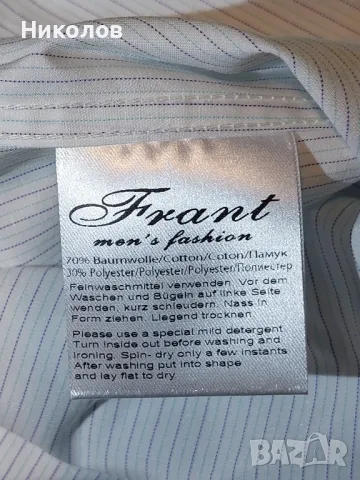 Николов
Frant
men's fashion
70% Baumwolle/Cotton/Coton/Памук
30% Polyester/Polyester/Polyester/Полиестер
Feinwaschmittel verwenden. Vor dem
Waschen und Bügeln auf linke Seite
wenden, kurz schleudern. Nass in
Form ziehen. Liegend trocknen
Please use a special mild detergent
Turn inside out before washing and
Ironing. Spin- dry only a few instants
After washing put into shape
and lay flat to dry.
BAZAR